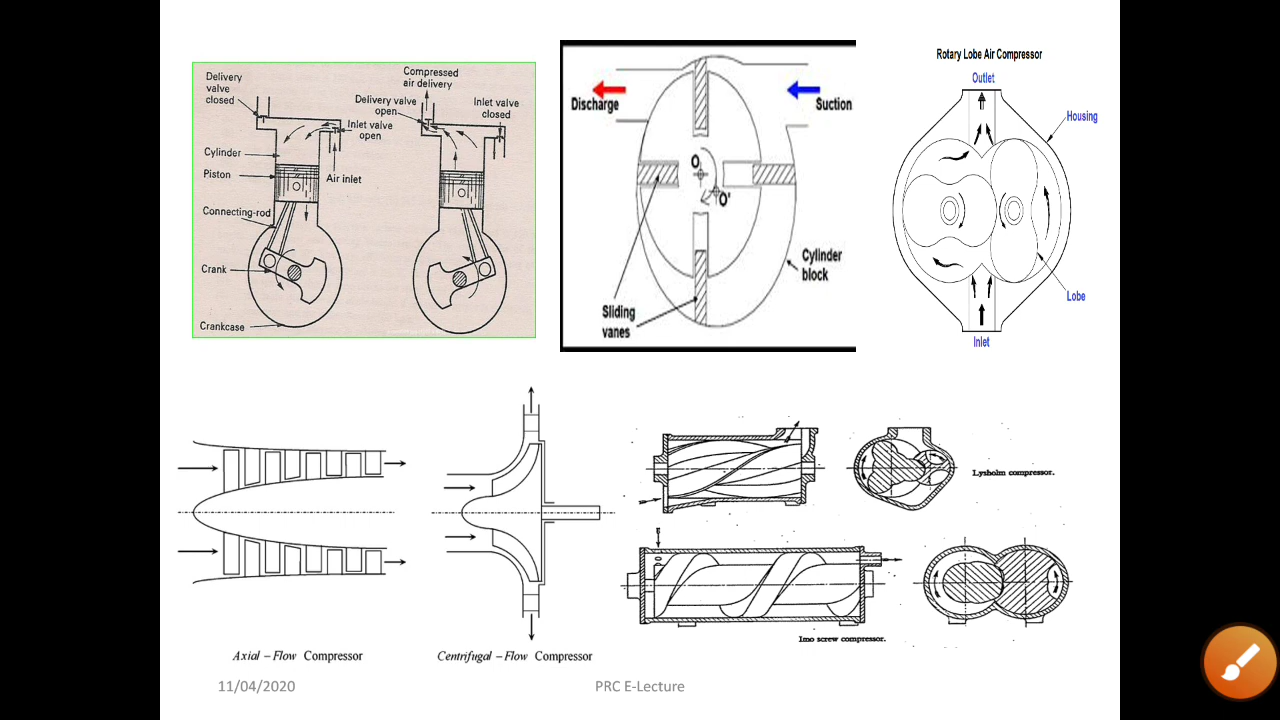 Delivery
valve
closed
Compressed
air delivery
Delivery valve
open
Inlet valve
closed
Inlet valve
open
Cylinder
Piston
Air inlet
Connecting-rod
Crank
Crankcase
Discharge
Suction
O
O'
Cylinder
block
Sliding
vanes
Rotary Lobe Air Compressor
Outlet
Housing
Lobe
Inlet
Axial – Flow Compressor
Centrifugal – Flow Compressor
Lysholm compressor.
Imo screw compressor.
11/04/2020
PRC E-Lecture